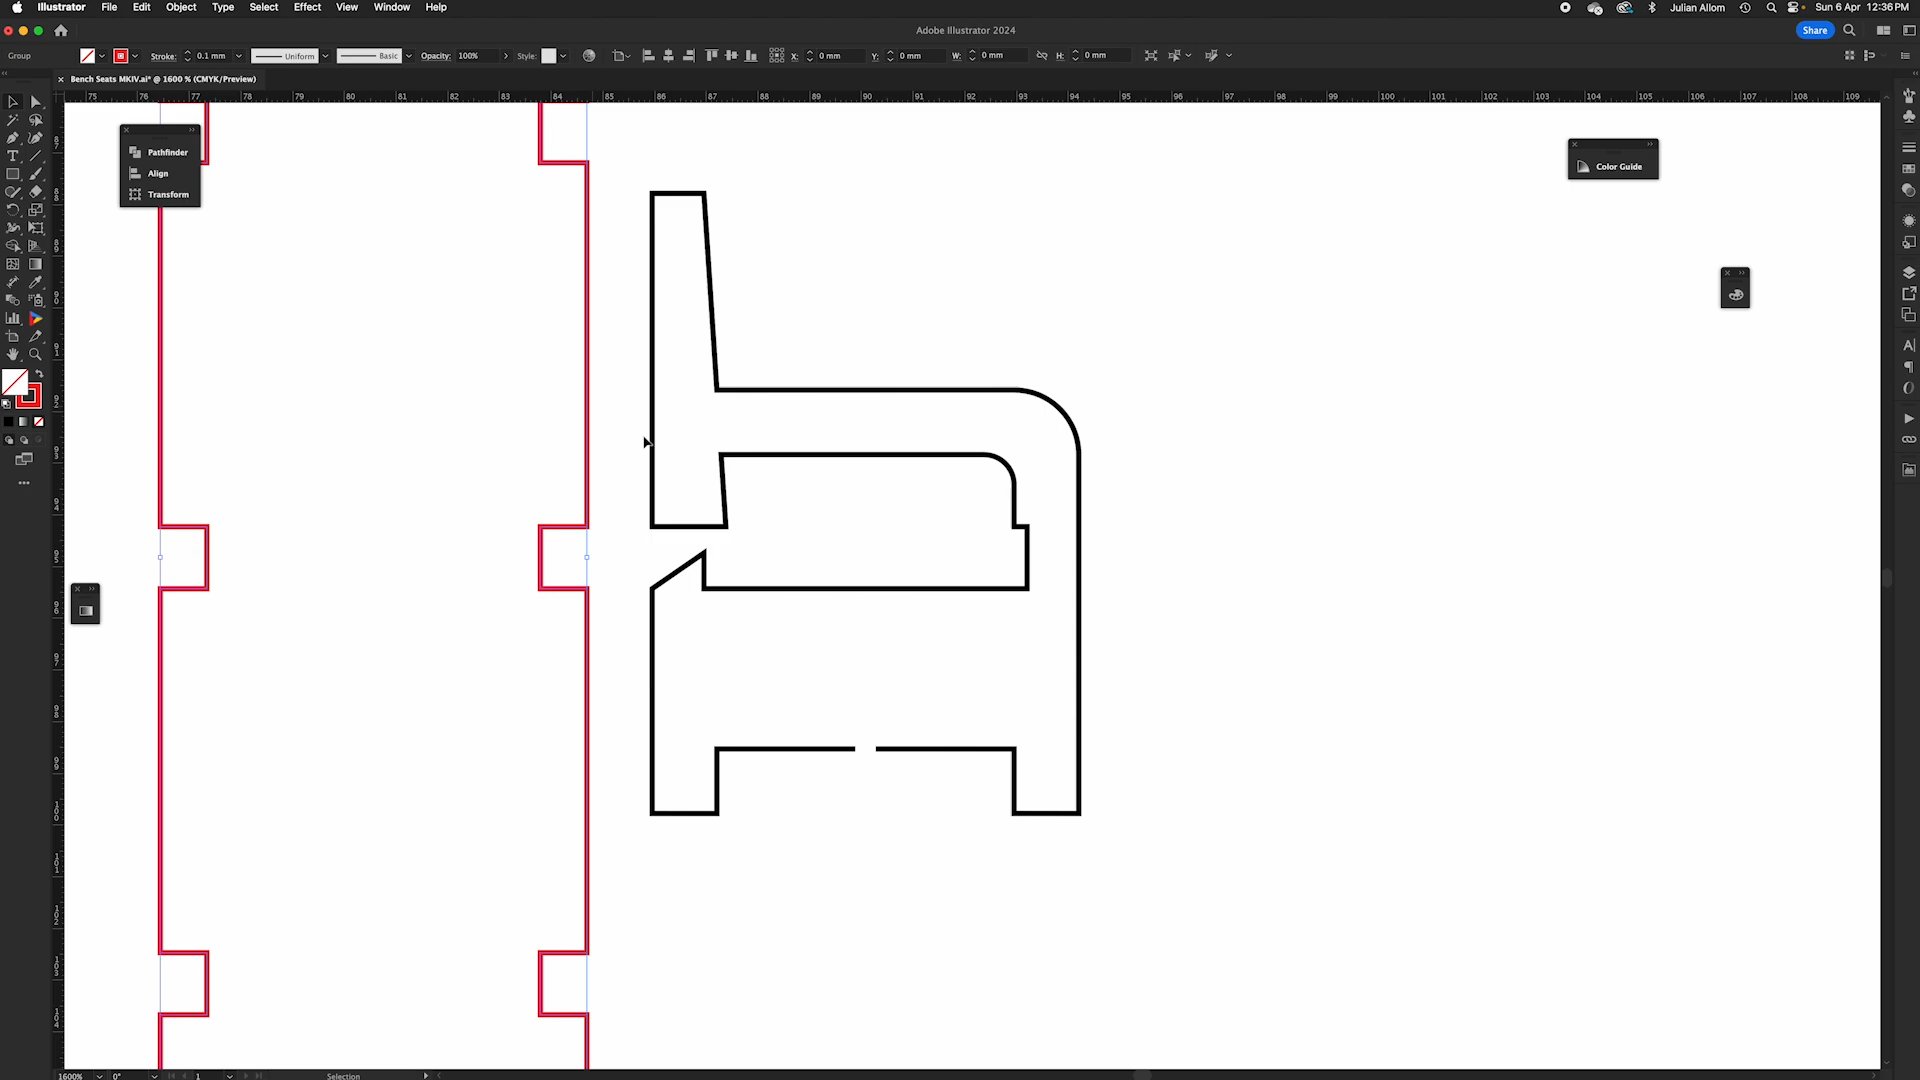 Illustrator File Edit Object Type Select Effect View Window Help Julian Allom Sun 6 Apr 12:36 PM
Adobe Illustrator 2024 Share
Group Stroke: 0.1 mm Uniform Basic Opacity: 100% Style: X: 0 mm Y: 0 mm W: 0 mm H: 0 mm
Bench Seats MKIV.ai* @ 1600 % (CMYK/Preview)
75 76 77 78 79 80 81 82 83 84 85 86 87 88 89 90 91 92 93 94 95 96 97 98 99 100 101 102 103 104 105 106 107 108 109
Pathfinder
Align
Transform
Color Guide
1600% 0° 1 Selection